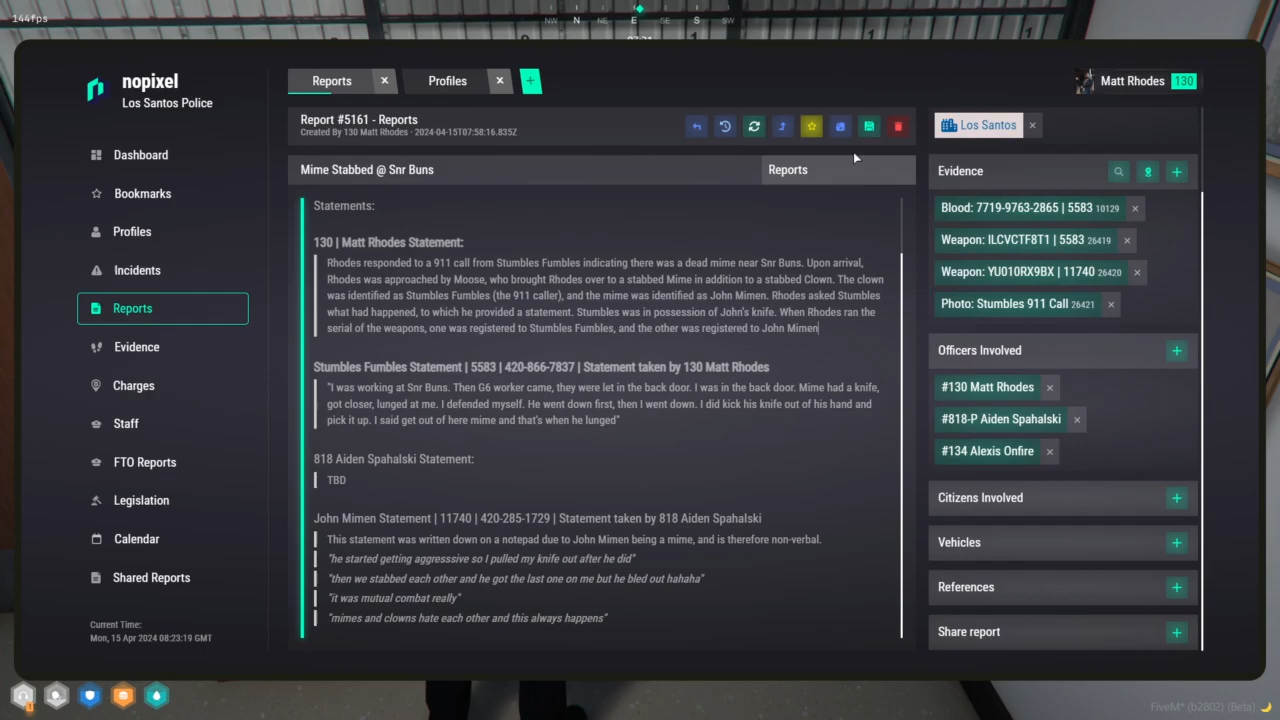 144fps
NW N NE E SE S SW
nopixel
Los Santos Police
Dashboard
Bookmarks
Profiles
Incidents
Reports
Evidence
Charges
Staff
FTO Reports
Legislation
Calendar
Shared Reports
Current Time:
Mon, 15 Apr 2024 08:23:19 GMT
Reports
Profiles
Matt Rhodes 130
Report #5161 - Reports
Created By 130 Matt Rhodes - 2024-04-15T07:58:16.835Z
Mime Stabbed @ Snr Buns
Reports
Statements:
130 | Matt Rhodes Statement:
Rhodes responded to a 911 call from Stumbles Fumbles indicating there was a dead mime near Snr Buns. Upon arrival,
Rhodes was approached by Moose, who brought Rhodes over to a stabbed Mime in addition to a stabbed Clown. The clown
was identified as Stumbles Fumbles (the 911 caller), and the mime was identified as John Mimen. Rhodes asked Stumbles
what had happened, to which he provided a statement. Stumbles was in possession of John's knife. When Rhodes ran the
serial of the weapons, one was registered to Stumbles Fumbles, and the other was registered to John Mimen
Stumbles Fumbles Statement | 5583 | 420-866-7837 | Statement taken by 130 Matt Rhodes
"I was working at Snr Buns. Then G6 worker came, they were let in the back door. I was in the back door. Mime had a knife,
got closer, lunged at me. I defended myself. He went down first, then I went down. I did kick his knife out of his hand and
pick it up. I said get out of here mime and that's when he lunged"
818 Aiden Spahalski Statement:
TBD
John Mimen Statement | 11740 | 420-285-1729 | Statement taken by 818 Aiden Spahalski
This statement was written down on a notepad due to John Mimen being a mime, and is therefore non-verbal.
"he started getting aggresssive so I pulled my knife out after he did"
"then we stabbed each other and he got the last one on me but he bled out hahaha"
"it was mutual combat really"
"mimes and clowns hate each other and this always happens"
Los Santos
Evidence
Blood: 7719-9763-2865 | 5583 10129
Weapon: ILCVCTF8T1 | 5583 26419
Weapon: YU010RX9BX | 11740 26420
Photo: Stumbles 911 Call 26421
Officers Involved
#130 Matt Rhodes
#818-P Aiden Spahalski
#134 Alexis Onfire
Citizens Involved
Vehicles
References
Share report
FiveM* (b2802) (Beta)